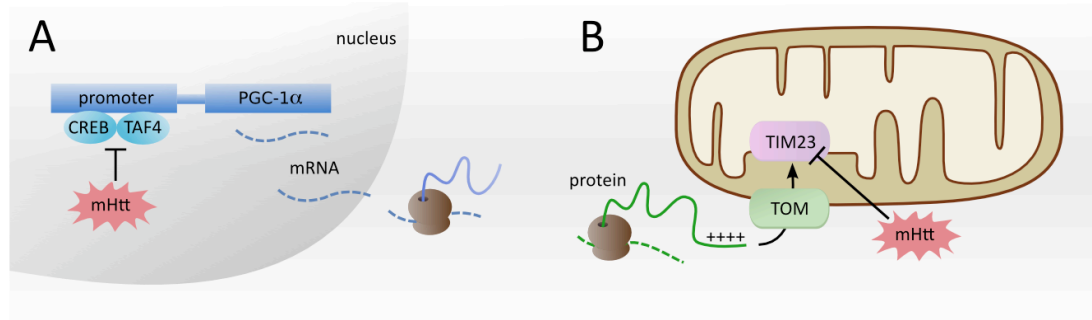 A
nucleus
promoter
PGC-1α
CREB
TAF4
mRNA
mHtt
B
TIM23
protein
TOM
++++
mHtt